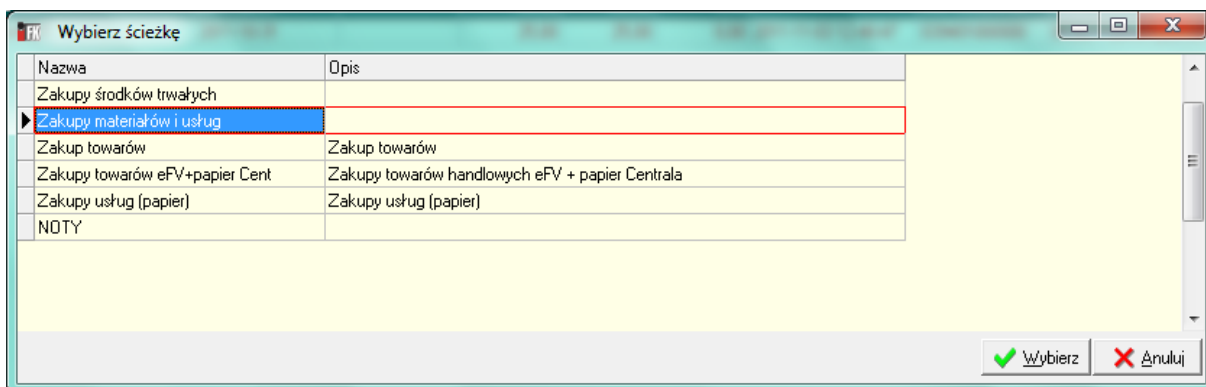 FK Wybierz ścieżkę
Nazwa Opis
Zakupy środków trwałych
Zakupy materiałów i usług
Zakup towarów Zakup towarów
Zakupy towarów eFV+papier Cent Zakupy towarów handlowych eFV + papier Centrala
Zakupy usług (papier) Zakupy usług (papier)
NOTY
Wybierz Anuluj